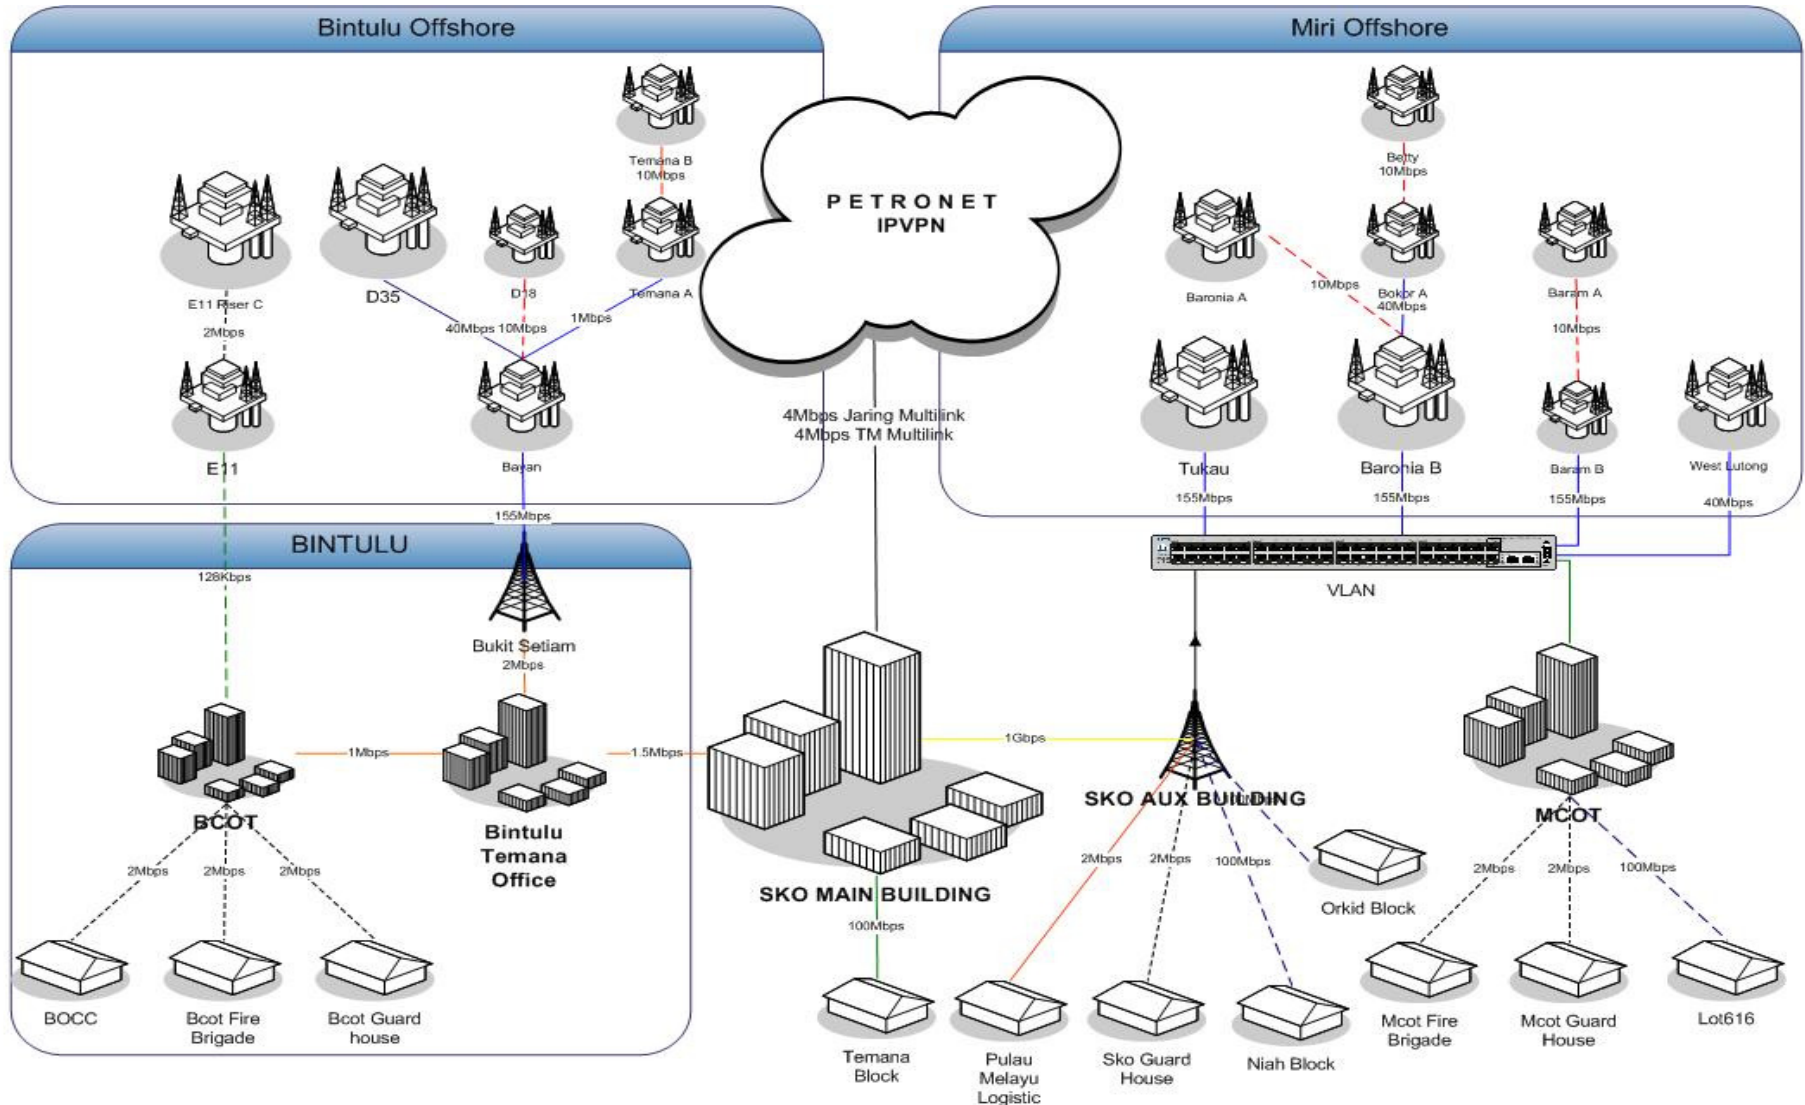 Bintulu Offshore
Miri Offshore
Temana B
10Mbps
Betty
10Mbps
PETRONET
IPVPN
E11 Riser C
2Mbps
D35
D18
Temana A
40Mbps
10Mbps
1Mbps
Baronia A
10Mbps
Bokor A
40Mbps
Baram A
10Mbps
4Mbps Jaring Multilink
4Mbps TM Multilink
E11
Bayan
Tukau
Baronia B
Baram B
West Lutong
155Mbps
155Mbps
155Mbps
40Mbps
155Mbps
BINTULU
128Kbps
VLAN
Bukit Setiam
2Mbps
1Mbps
1.5Mbps
1Gbps
BCOT
Bintulu
Temana
Office
SKO MAIN BUILDING
SKO AUX BUILDING
MCOT
2Mbps
2Mbps
2Mbps
100Mbps
2Mbps
2Mbps
100Mbps
2Mbps
2Mbps
100Mbps
Orkid Block
BOCC
Bcot Fire
Brigade
Bcot Guard
house
Temana
Block
Pulau
Melayu
Logistic
Sko Guard
House
Niah Block
Mcot Fire
Brigade
Mcot Guard
House
Lot616